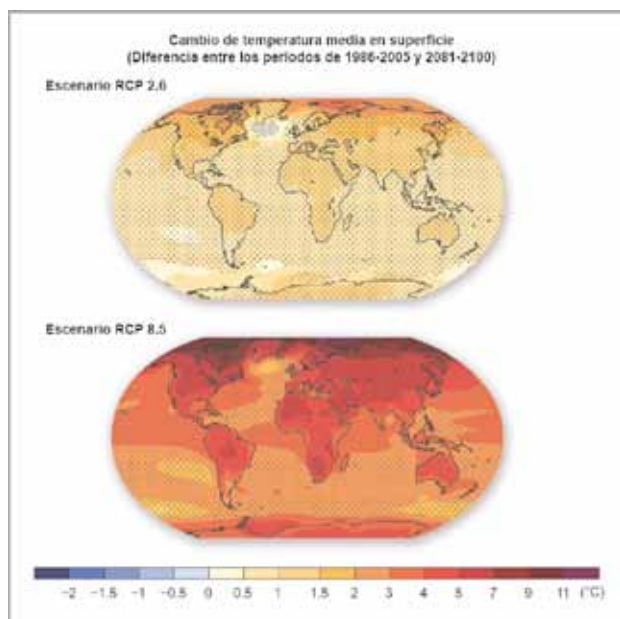 Cambio de temperatura media en superficie
(Diferencia entre los periodos de 1986-2005 y 2081-2100)
Escenario RCP 2.6
Escenario RCP 8.5
−2 −1.5 −1 −0.5 0 0.5 1 1.5 2 3 4 5 7 9 11 (°C)